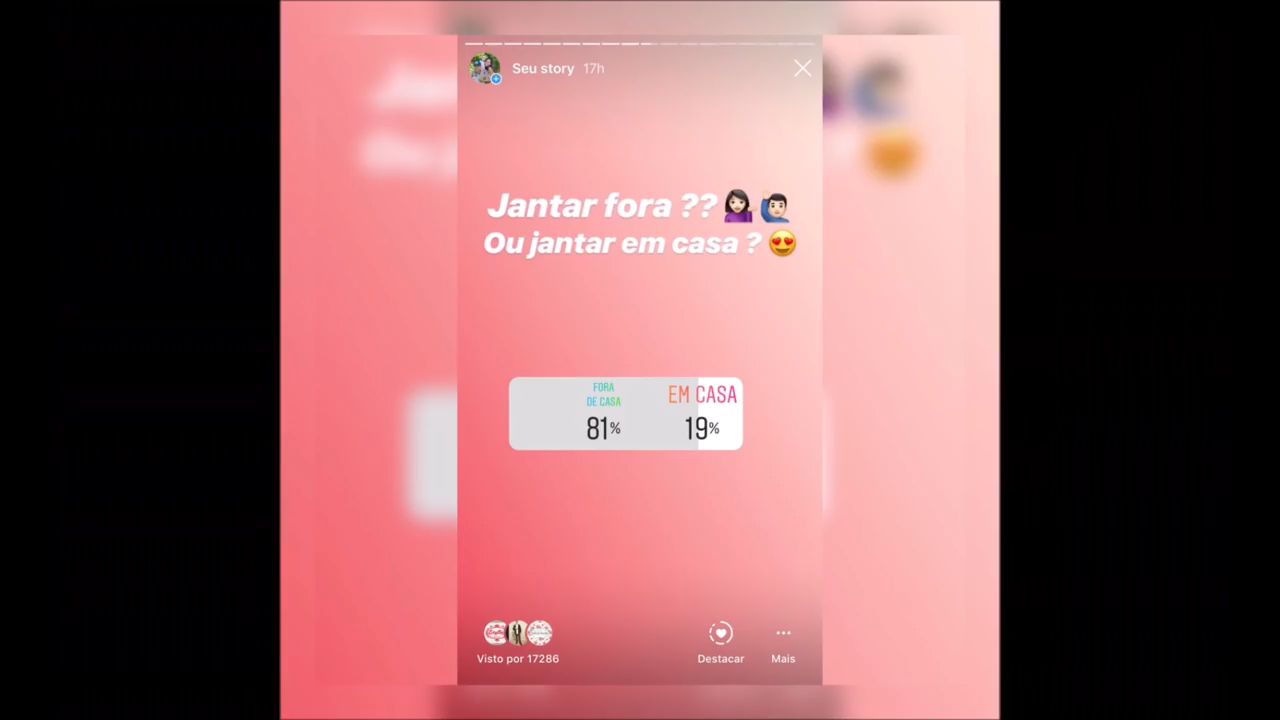 Seu story 17h
Jantar fora ??
Ou jantar em casa ?
FORA
DE CASA
EM CASA
81%
19%
Visto por 17286
Destacar
Mais